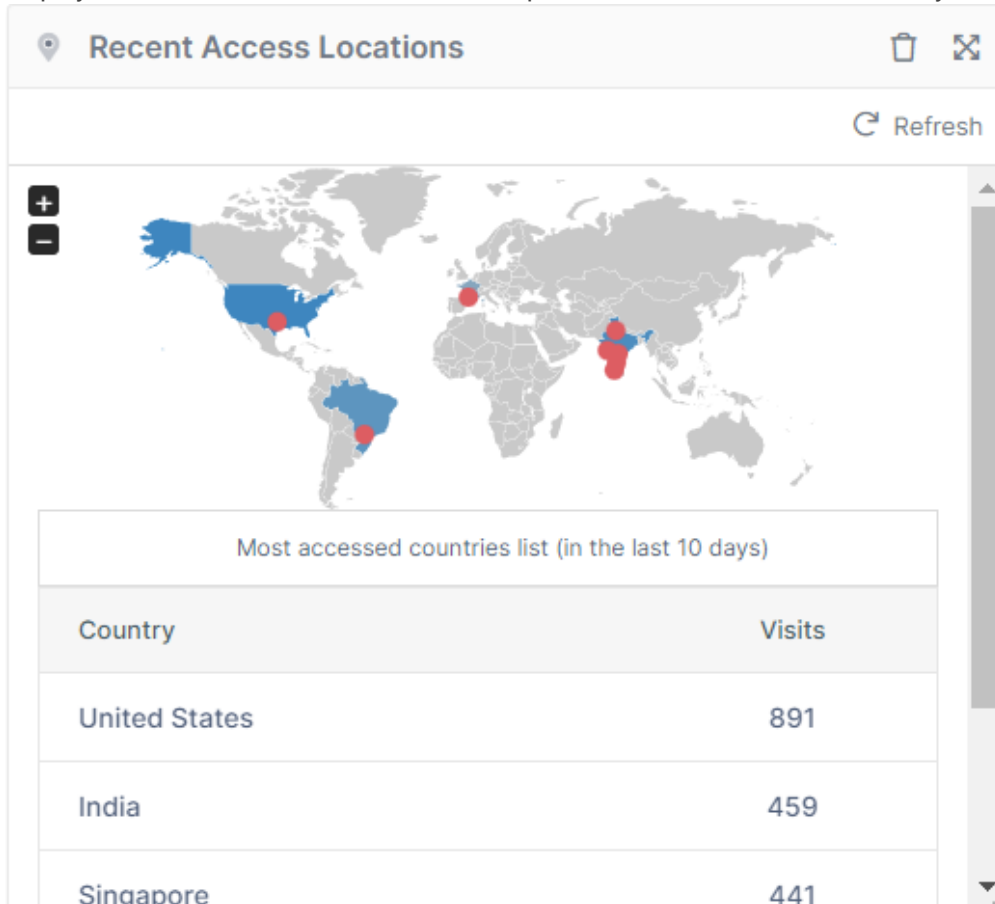 Recent Access Locations
Refresh
+
−
Most accessed countries list (in the last 10 days)
Country Visits
United States 891
India 459
Singapore 441